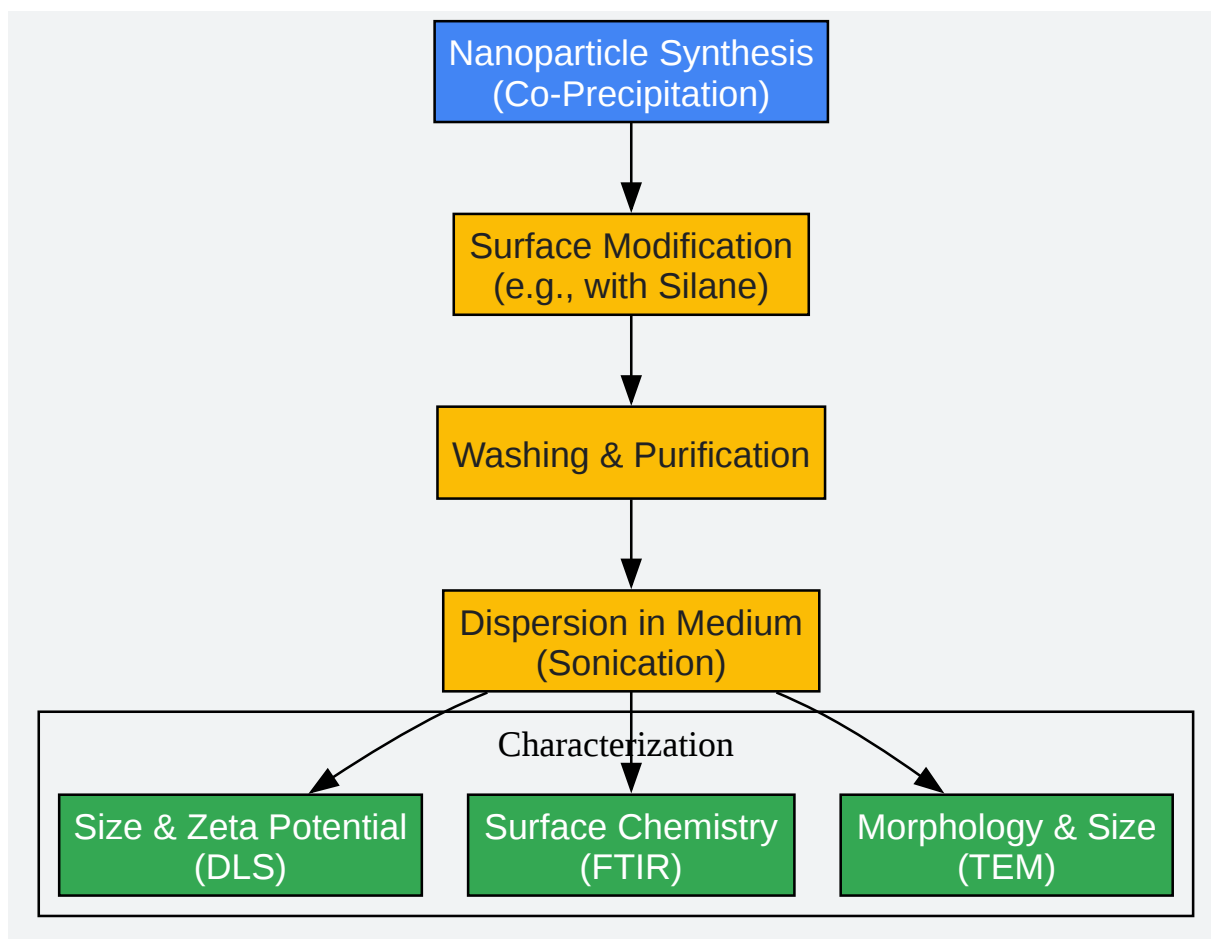 Nanoparticle Synthesis
(Co-Precipitation)
Surface Modification
(e.g., with Silane)
Washing & Purification
Dispersion in Medium
(Sonication)
Characterization
Size & Zeta Potential
(DLS)
Surface Chemistry
(FTIR)
Morphology & Size
(TEM)